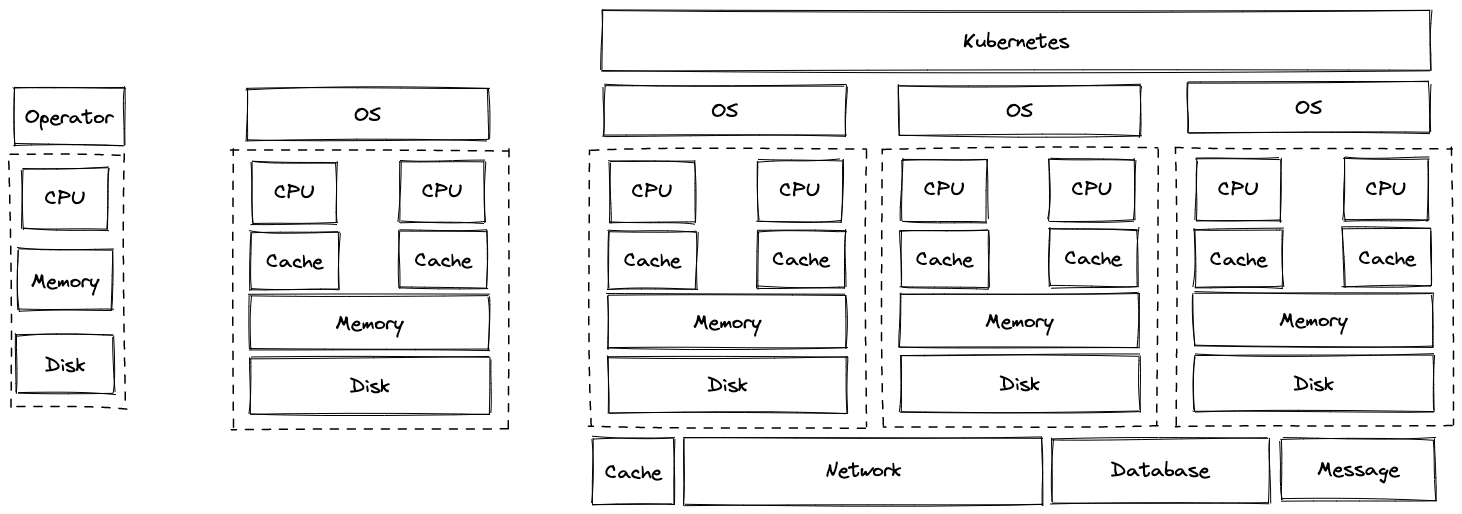 Operator
CPU
Memory
Disk
OS
CPU CPU
Cache Cache
Memory
Disk
Kubernetes
OS
CPU CPU
Cache Cache
Memory
Disk
OS
CPU CPU
Cache Cache
Memory
Disk
OS
CPU CPU
Cache Cache
Memory
Disk
Cache Network Database Message